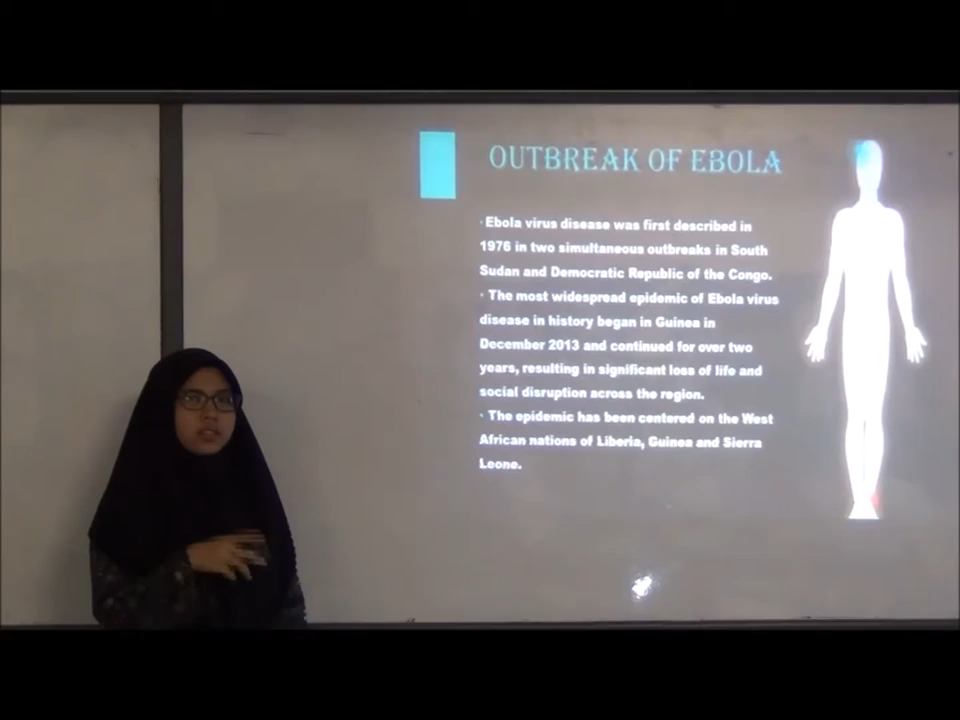 OUTBREAK OF EBOLA
· Ebola virus disease was first described in
1976 in two simultaneous outbreaks in South
Sudan and Democratic Republic of the Congo.
· The most widespread epidemic of Ebola virus
disease in history began in Guinea in
December 2013 and continued for over two
years, resulting in significant loss of life and
social disruption across the region.
· The epidemic has been centered on the West
African nations of Liberia, Guinea and Sierra
Leone.